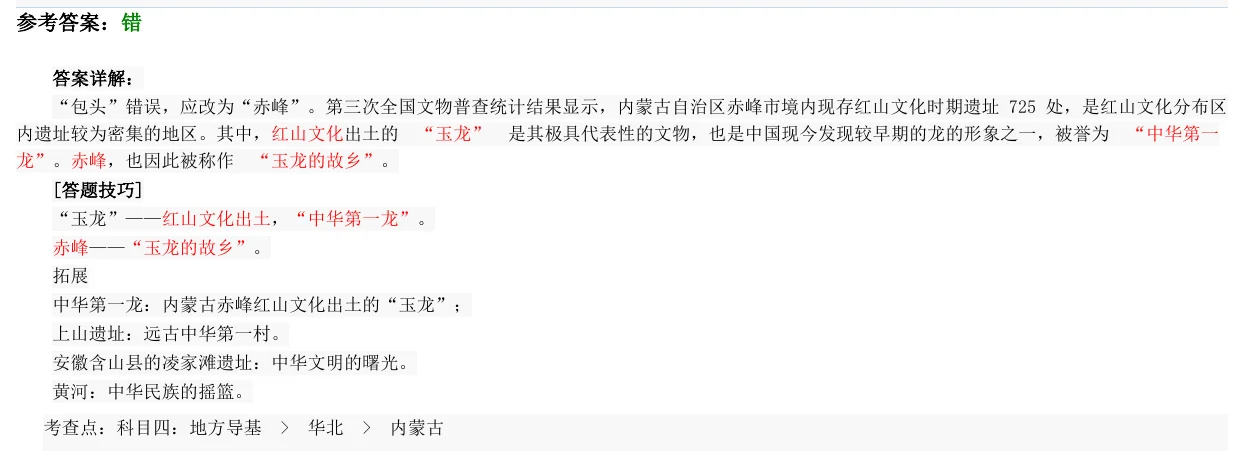 参考答案：错
答案详解：
“包头”错误，应改为“赤峰”。第三次全国文物普查统计结果显示，内蒙古自治区赤峰市境内现存红山文化时期遗址 725 处，是红山文化分布区
内遗址较为密集的地区。其中，红山文化出土的 “玉龙” 是其极具代表性的文物，也是中国现今发现较早期的龙的形象之一，被誉为 “中华第一
龙”。赤峰，也因此被称作 “玉龙的故乡”。
[答题技巧]
“玉龙”——红山文化出土，“中华第一龙”。
赤峰——“玉龙的故乡”。
拓展
中华第一龙：内蒙古赤峰红山文化出土的“玉龙”；
上山遗址：远古中华第一村。
安徽含山县的凌家滩遗址：中华文明的曙光。
黄河：中华民族的摇篮。
考查点：科目四：地方导基 > 华北 > 内蒙古